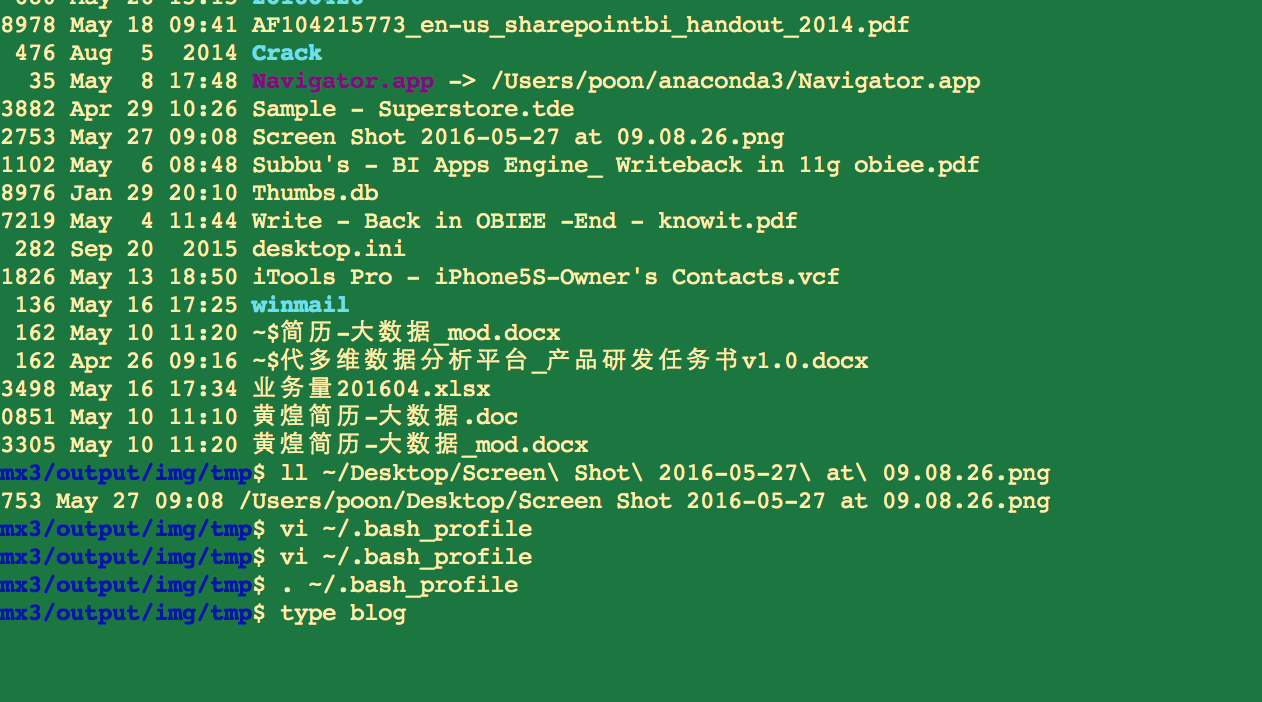 8978 May 18 09:41 AF104215773_en-us_sharepointbi_handout_2014.pdf
476 Aug  5  2014 Crack
35 May  8 17:48 Navigator.app -> /Users/poon/anaconda3/Navigator.app
3882 Apr 29 10:26 Sample - Superstore.tde
2753 May 27 09:08 Screen Shot 2016-05-27 at 09.08.26.png
1102 May  6 08:48 Subbu's - BI Apps Engine_ Writeback in 11g obiee.pdf
8976 Jan 29 20:10 Thumbs.db
7219 May  4 11:44 Write - Back in OBIEE -End - knowit.pdf
282 Sep 20  2015 desktop.ini
1826 May 13 18:50 iTools Pro - iPhone5S-Owner's Contacts.vcf
136 May 16 17:25 winmail
162 May 10 11:20 ~$简历-大数据_mod.docx
162 Apr 26 09:16 ~$代多维数据分析平台_产品研发任务书v1.0.docx
3498 May 16 17:34 业务量201604.xlsx
0851 May 10 11:10 黄煌简历-大数据.doc
3305 May 10 11:20 黄煌简历-大数据_mod.docx
mx3/output/img/tmp$ ll ~/Desktop/Screen\ Shot\ 2016-05-27\ at\ 09.08.26.png
753 May 27 09:08 /Users/poon/Desktop/Screen Shot 2016-05-27 at 09.08.26.png
mx3/output/img/tmp$ vi ~/.bash_profile
mx3/output/img/tmp$ vi ~/.bash_profile
mx3/output/img/tmp$ . ~/.bash_profile
mx3/output/img/tmp$ type blog